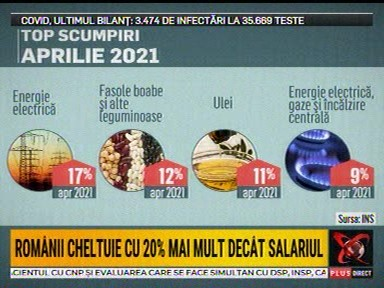 COVID, ULTIMUL BILANȚ: 3.474 DE INFECTĂRI LA 35.669 TESTE
TOP SCUMPIRI
APRILIE 2021
Energie
electrică
17%
apr 2021
Fasole boabe
și alte
leguminoase
12%
apr 2021
Ulei
11%
apr 2021
Energie electrică,
gaze și încălzire
centrală
9%
apr 2021
Sursa: INS
ROMÂNII CHELTUIE CU 20% MAI MULT DECÂT SALARIUL
PLUS DIRECT
ACIENTUL CU CNP ȘI EVALUAREA CARE SE FACE SIMULTAN CU DSP, INSP, CA